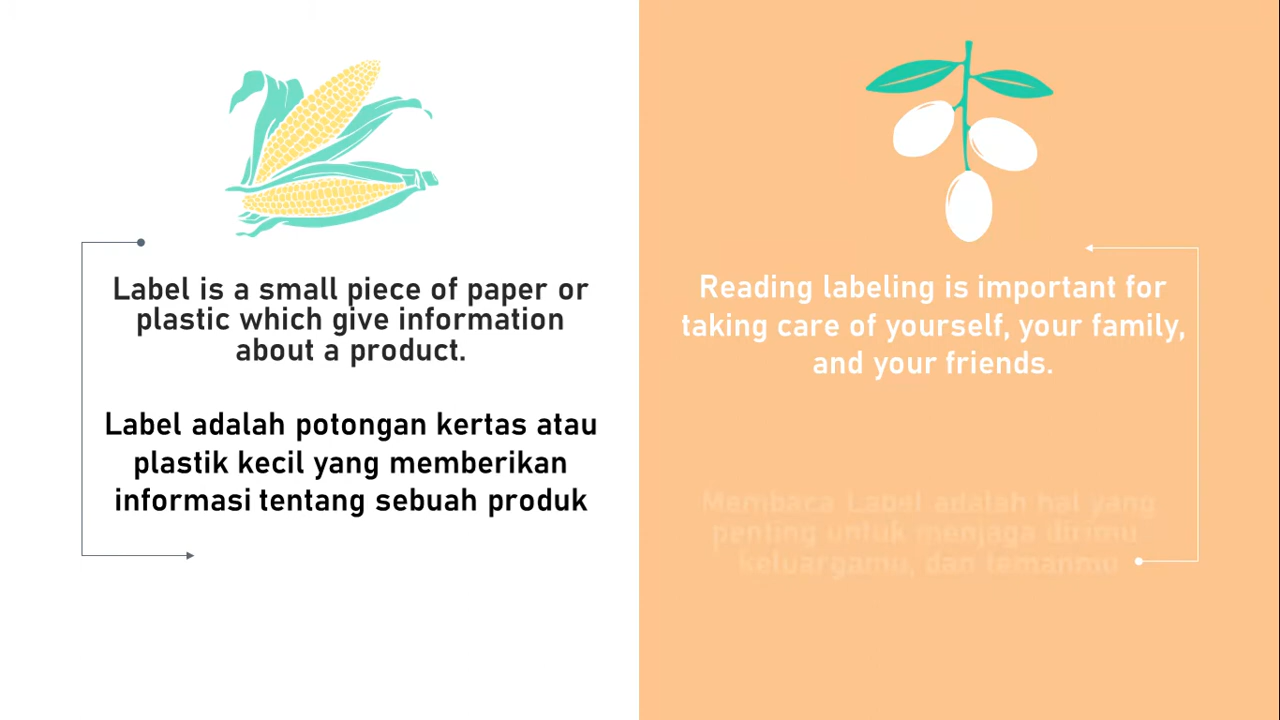 Label is a small piece of paper or
plastic which give information
about a product.
Label adalah potongan kertas atau
plastik kecil yang memberikan
informasi tentang sebuah produk
Reading labeling is important for
taking care of yourself, your family,
and your friends.
Membaca Label adalah hal yang
penting untuk menjaga dirimu
keluargamu, dan temanmu